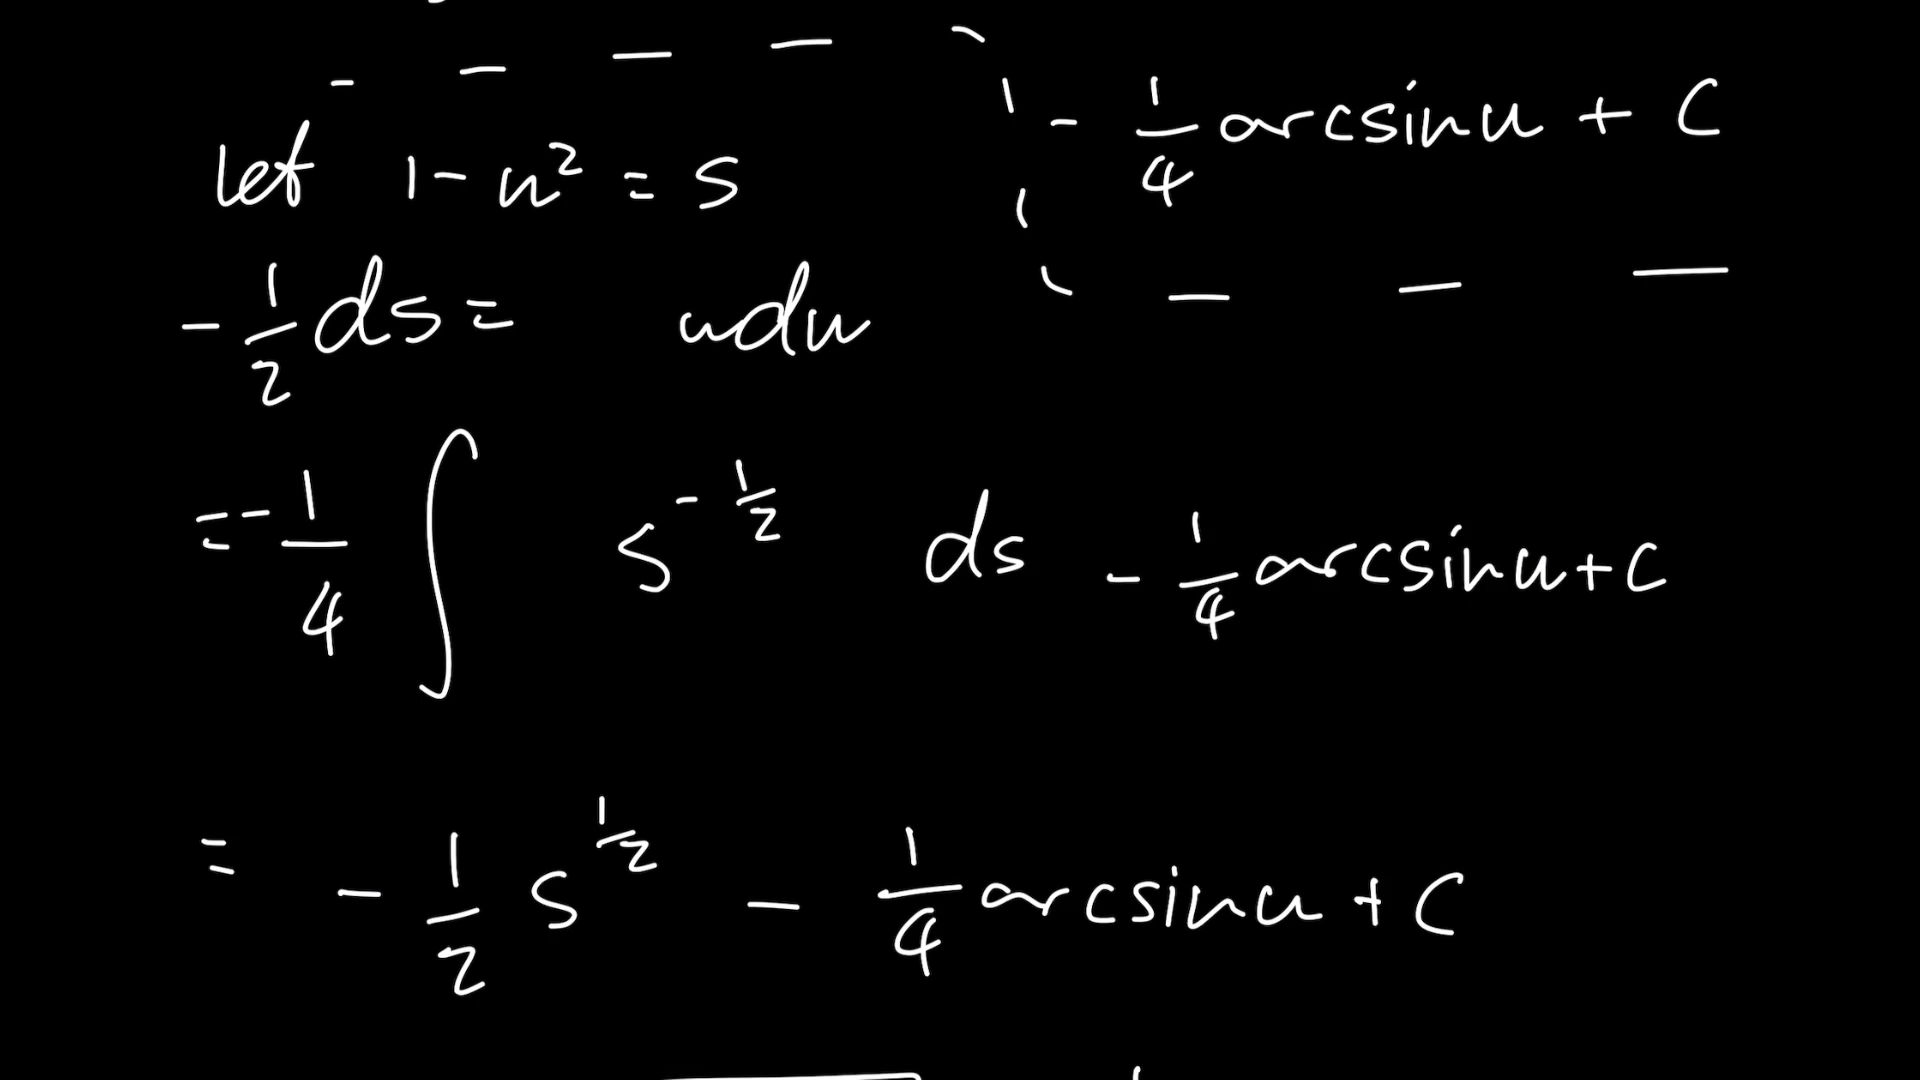 - 1/4 arcsinu + C
let 1-u² = s
-1/2 ds = udu
= -1/4 ∫ s^(-1/2) ds - 1/4 arcsinu + C
= -1/2 s^(1/2) - 1/4 arcsinu + C